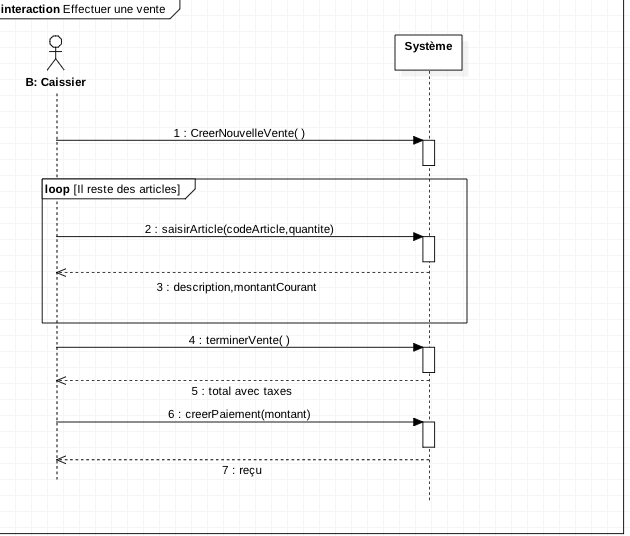 interaction Effectuer une vente
Système
B: Caissier
1 : CreerNouvelleVente( )
loop [Il reste des articles]
2 : saisirArticle(codeArticle,quantite)
3 : description,montantCourant
4 : terminerVente( )
5 : total avec taxes
6 : creerPaiement(montant)
7 : reçu